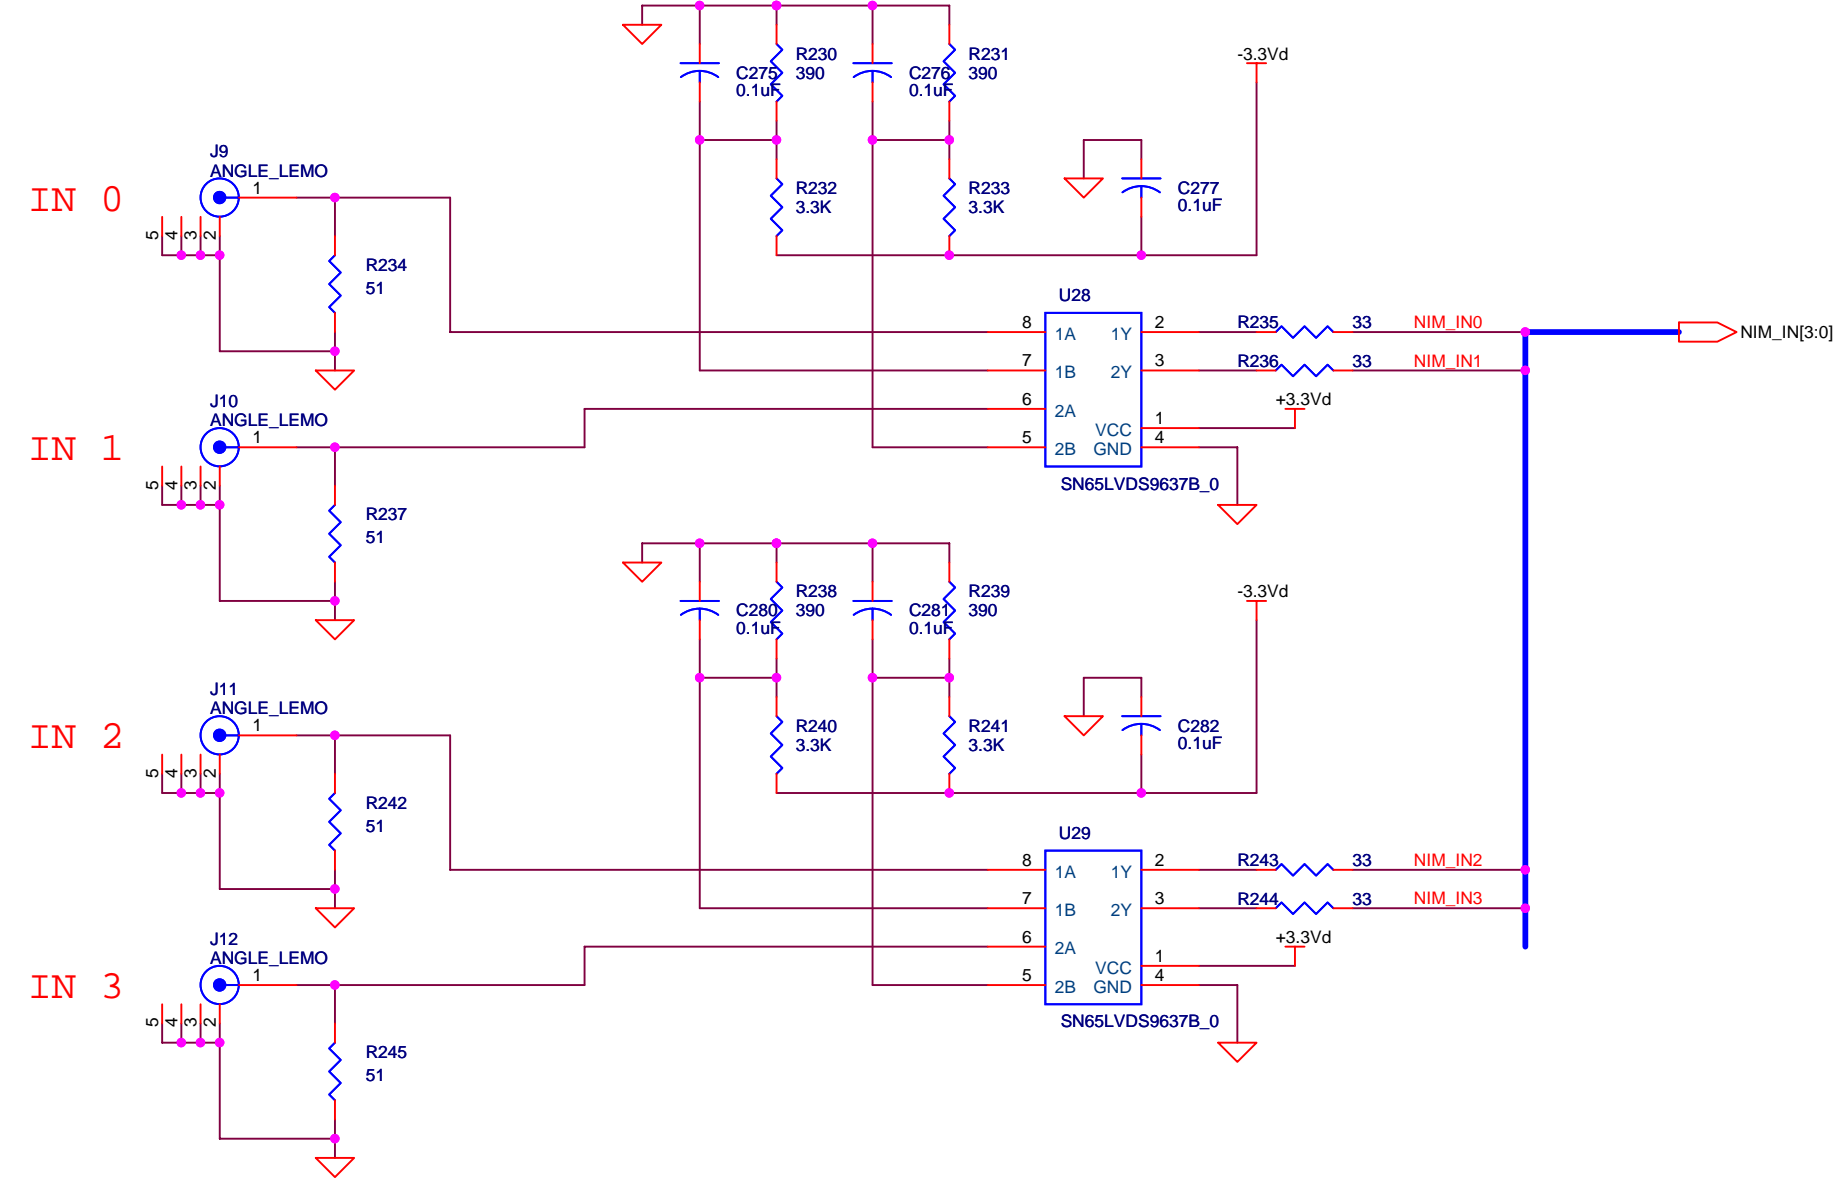 R230
390
C275
0.1uF
R231
390
C276
0.1uF
-3.3Vd
J9
ANGLE_LEMO
IN 0
1
5
4
3
2
R232
3.3K
R233
3.3K
C277
0.1uF
R234
51
U28
8
1A
1Y
2
R235
33
NIM_IN0
NIM_IN[3:0]
7
1B
2Y
3
R236
33
NIM_IN1
6
2A
+3.3Vd
VCC
1
5
2B
GND
4
SN65LVDS9637B_0
J10
ANGLE_LEMO
IN 1
1
5
4
3
2
R237
51
R238
390
C280
0.1uF
R239
390
C281
0.1uF
-3.3Vd
J11
ANGLE_LEMO
IN 2
1
5
4
3
2
R240
3.3K
R241
3.3K
C282
0.1uF
R242
51
U29
8
1A
1Y
2
R243
33
NIM_IN2
7
1B
2Y
3
R244
33
NIM_IN3
6
2A
+3.3Vd
VCC
1
5
2B
GND
4
SN65LVDS9637B_0
J12
ANGLE_LEMO
IN 3
1
5
4
3
2
R245
51